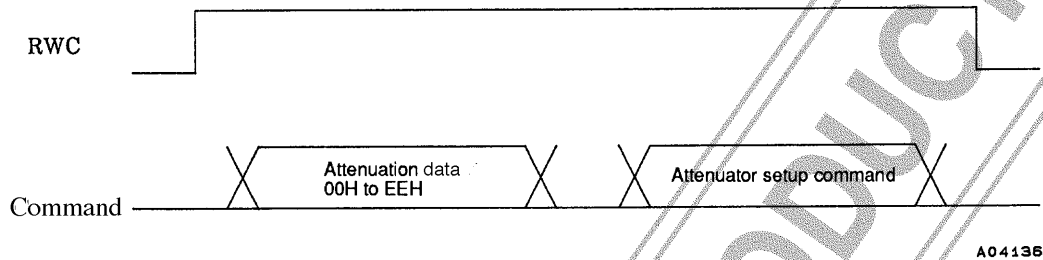 RWC
Attenuation data
00H to EEH
Attenuator setup command
Command
A04136